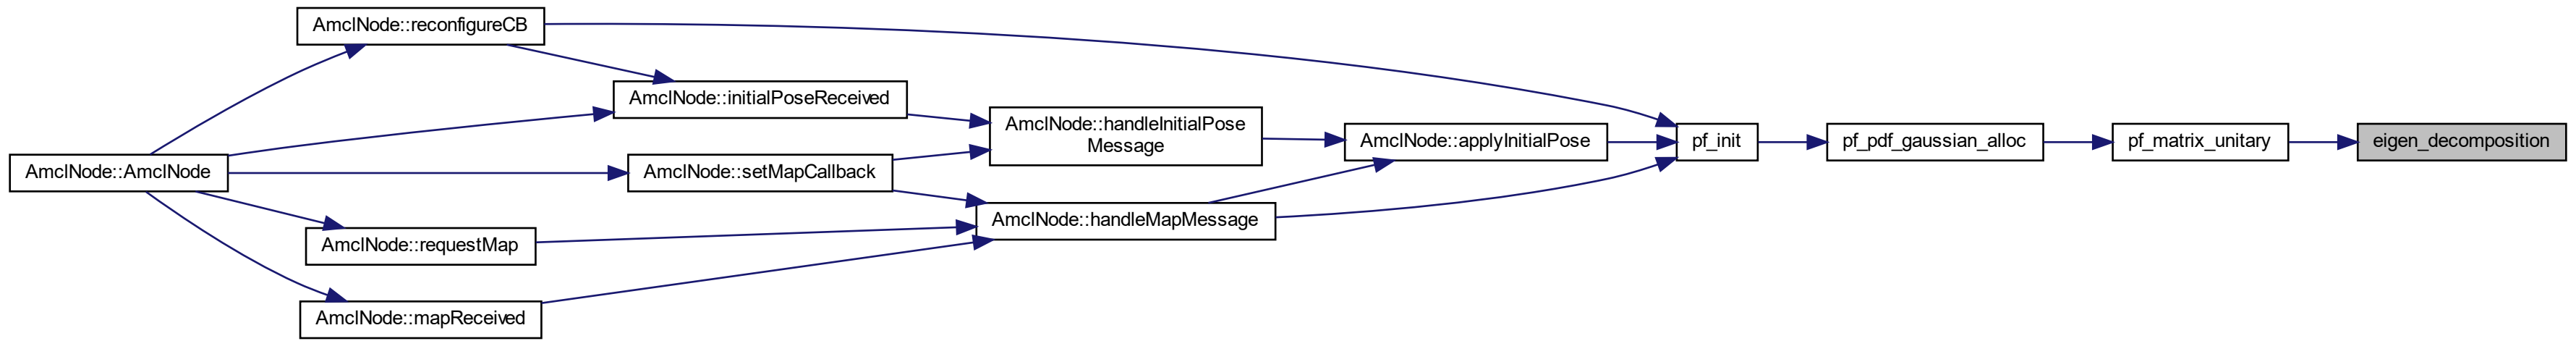 AmclNode::reconfigureCB
AmclNode::initialPoseReceived
AmclNode::handleInitialPose
Message
AmclNode::applyInitialPose
pf_init
pf_pdf_gaussian_alloc
pf_matrix_unitary
eigen_decomposition
AmclNode::AmclNode
AmclNode::setMapCallback
AmclNode::handleMapMessage
AmclNode::requestMap
AmclNode::mapReceived